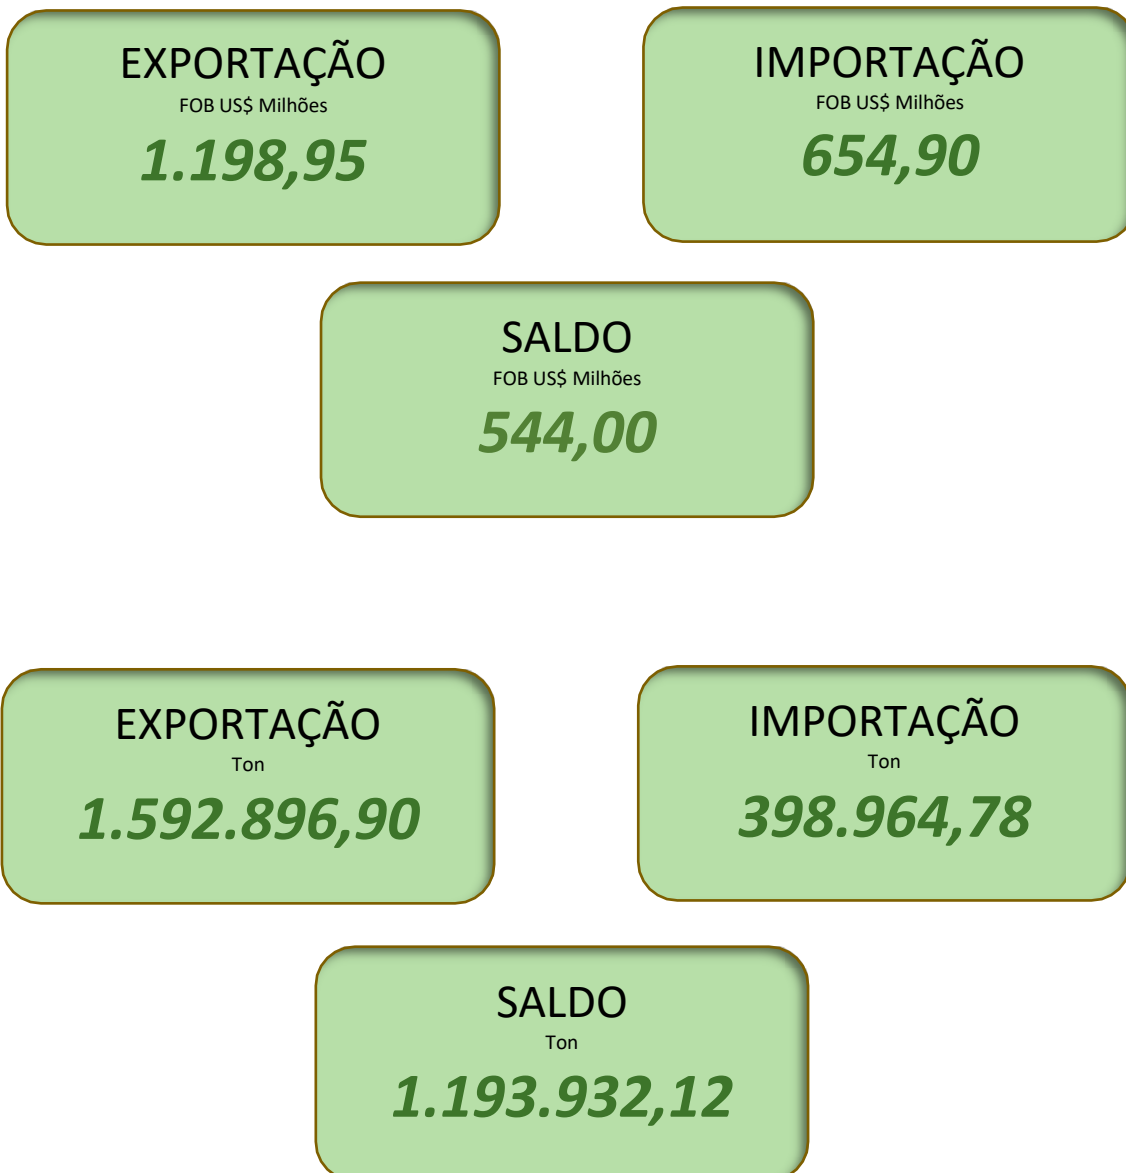 EXPORTAÇÃO
FOB US$ Milhões
1.198,95
IMPORTAÇÃO
FOB US$ Milhões
654,90
SALDO
FOB US$ Milhões
544,00
EXPORTAÇÃO
Ton
1.592.896,90
IMPORTAÇÃO
Ton
398.964,78
SALDO
Ton
1.193.932,12